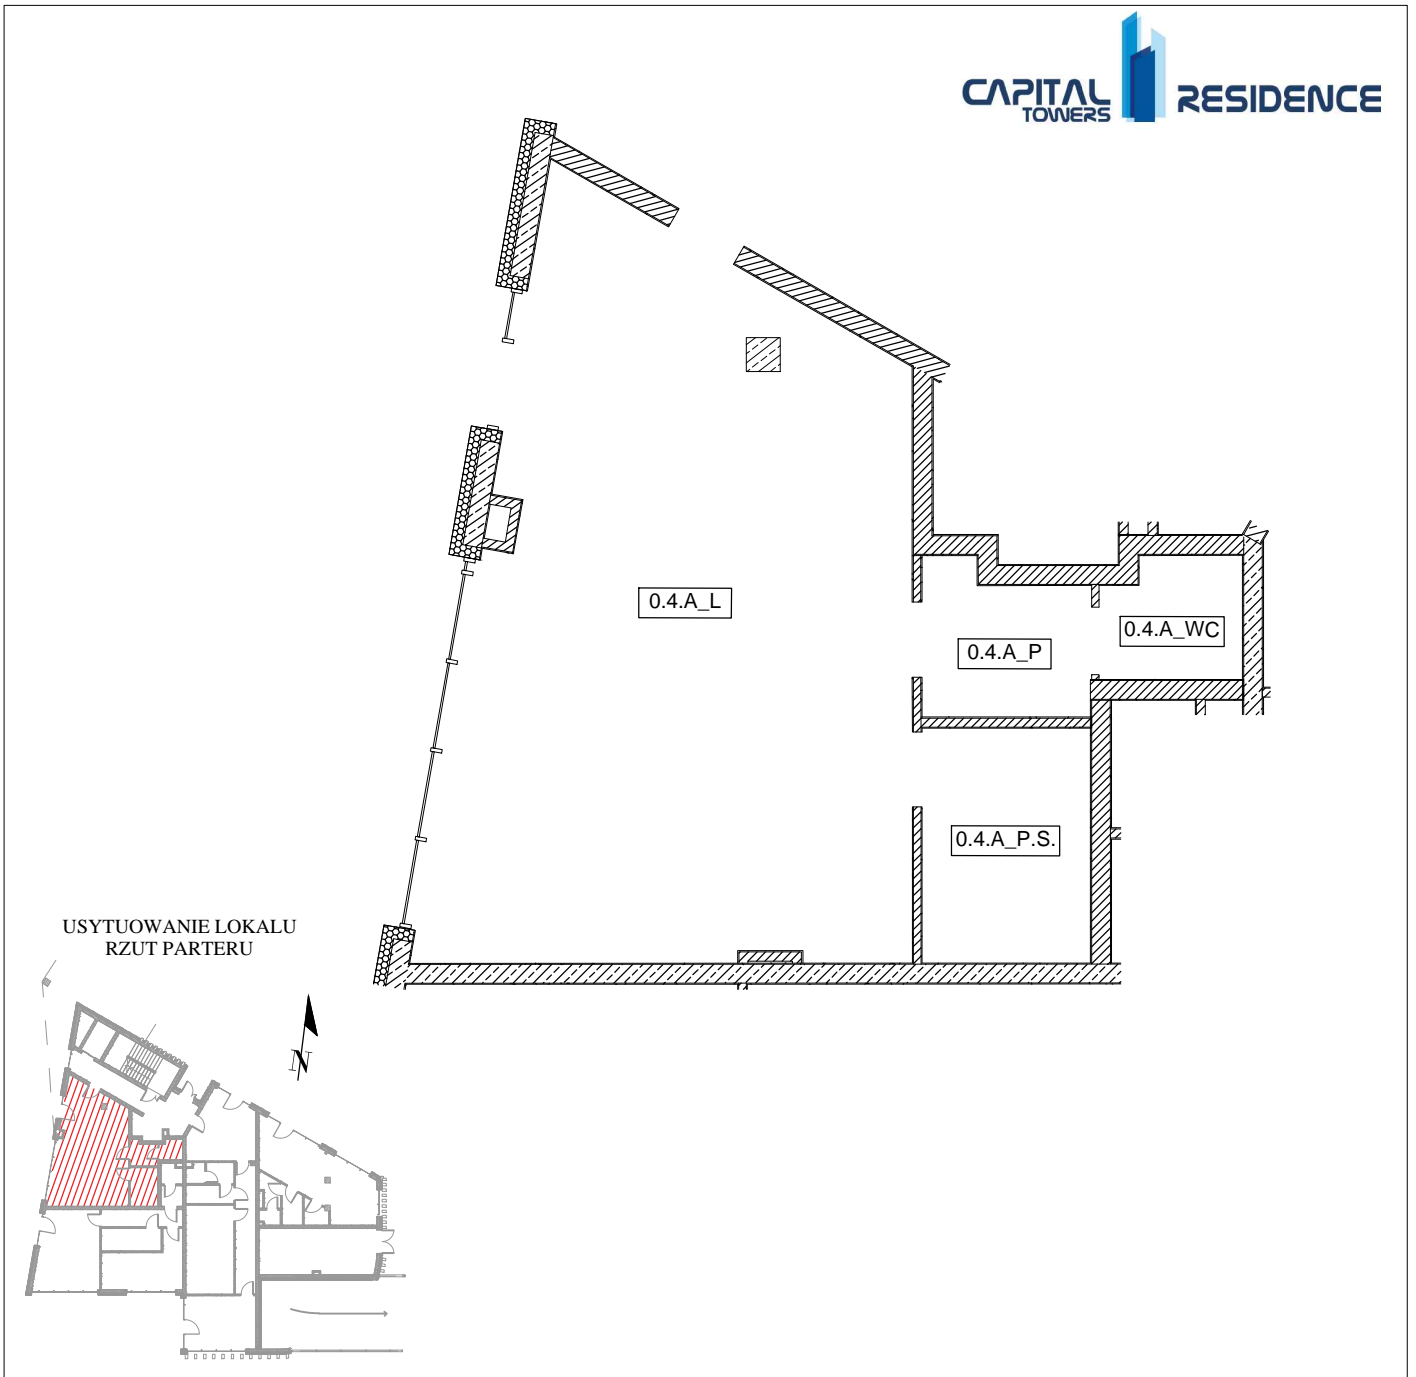 CAPITAL
TOWERS
RESIDENCE
0.4.A_L
0.4.A_WC
0.4.A_P
0.4.A_P.S.
USYTUOWANIE LOKALU
RZUT PARTERU
N